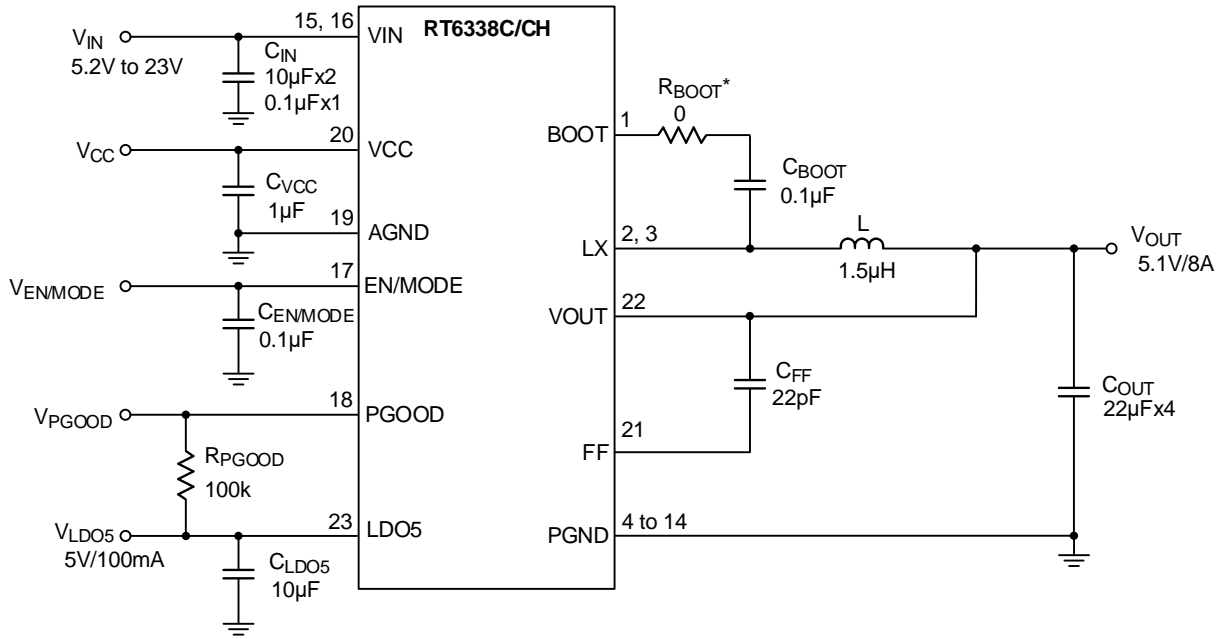 RT6338C/CH
VIN
5.2V to 23V
15, 16
VIN
CIN
10µFx2
0.1µFx1
VCC
20
VCC
CVCC
1µF
19
AGND
VEN/MODE
17
EN/MODE
CEN/MODE
0.1µF
VPGOOD
18
PGOOD
RPGOOD
100k
VLDO5
5V/100mA
23
LDO5
CLDO5
10µF
BOOT
1
RBOOT*
0
CBOOT
0.1µF
LX
2, 3
L
1.5µH
VOUT
5.1V/8A
VOUT
22
CFF
22pF
FF
21
COUT
22µFx4
PGND
4 to 14